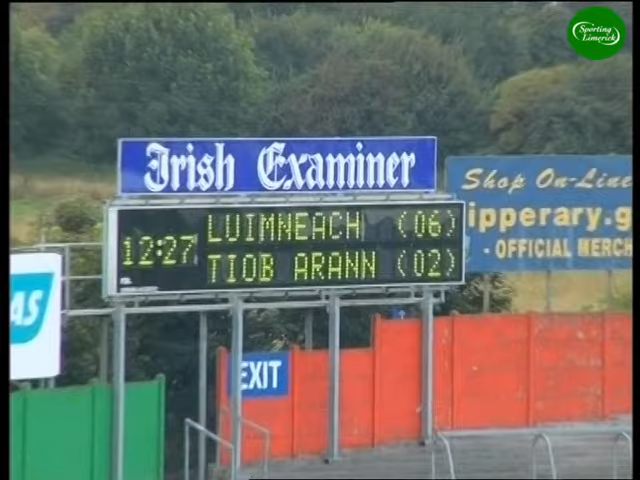 Sporting
Limerick
Irish Examiner
Shop On-Line
ipperary.g
- OFFICIAL MERCH
12:27
LUIMNEACH (06)
TIOB ARANN (02)
AS
EXIT